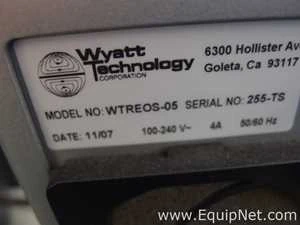 Wyatt
Technology
CORPORATION
6300 Hollister Av
Goleta, Ca 93117
MODEL NO: WTREOS-05 SERIAL NO: 255-TS
DATE: 11/07 100-240 V~ 4A 50/60 Hz
www.EquipNet.com